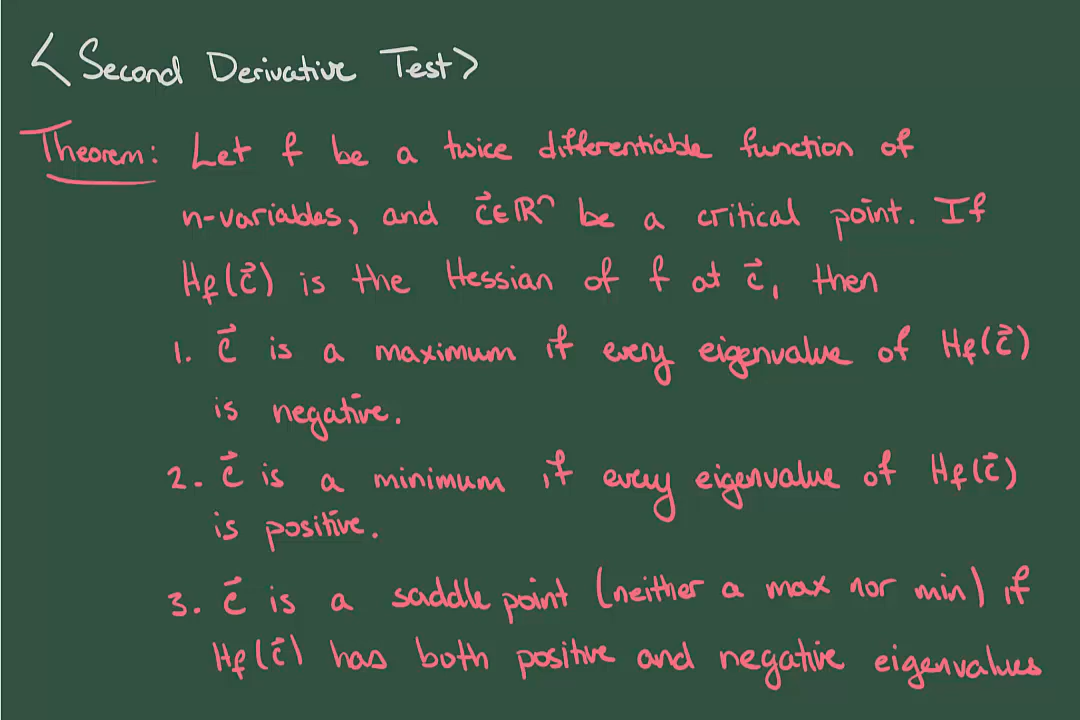 <Second Derivative Test>
Theorem: Let f be a twice differentiable function of
n-variables, and c⃗∈ℝⁿ be a critical point. If
Hf(c⃗) is the Hessian of f at c⃗, then
1. c⃗ is a maximum if every eigenvalue of Hf(c⃗)
is negative.
2. c⃗ is a minimum if every eigenvalue of Hf(c⃗)
is positive.
3. c⃗ is a saddle point (neither a max nor min) if
Hf(c⃗) has both positive and negative eigenvalues